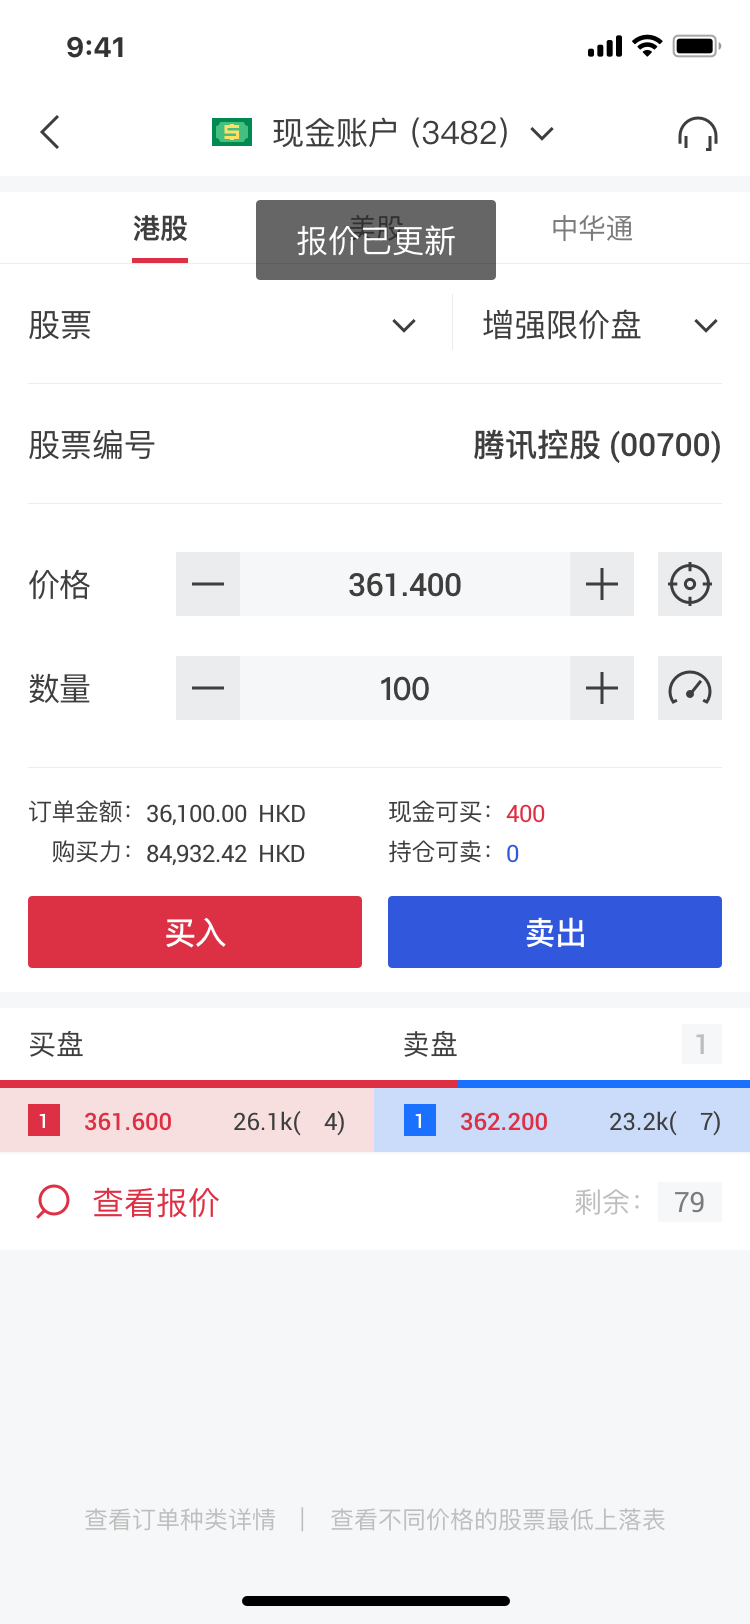 9:41
现金账户 (3482)
港股 美股 中华通
报价已更新
股票 增强限价盘
股票编号 腾讯控股 (00700)
价格 361.400
数量 100
订单金额: 36,100.00 HKD 现金可买: 400
购买力: 84,932.42 HKD 持仓可卖: 0
买入 卖出
买盘 卖盘 1
1 361.600 26.1k( 4) 1 362.200 23.2k( 7)
查看报价 剩余: 79
查看订单种类详情 | 查看不同价格的股票最低上落表